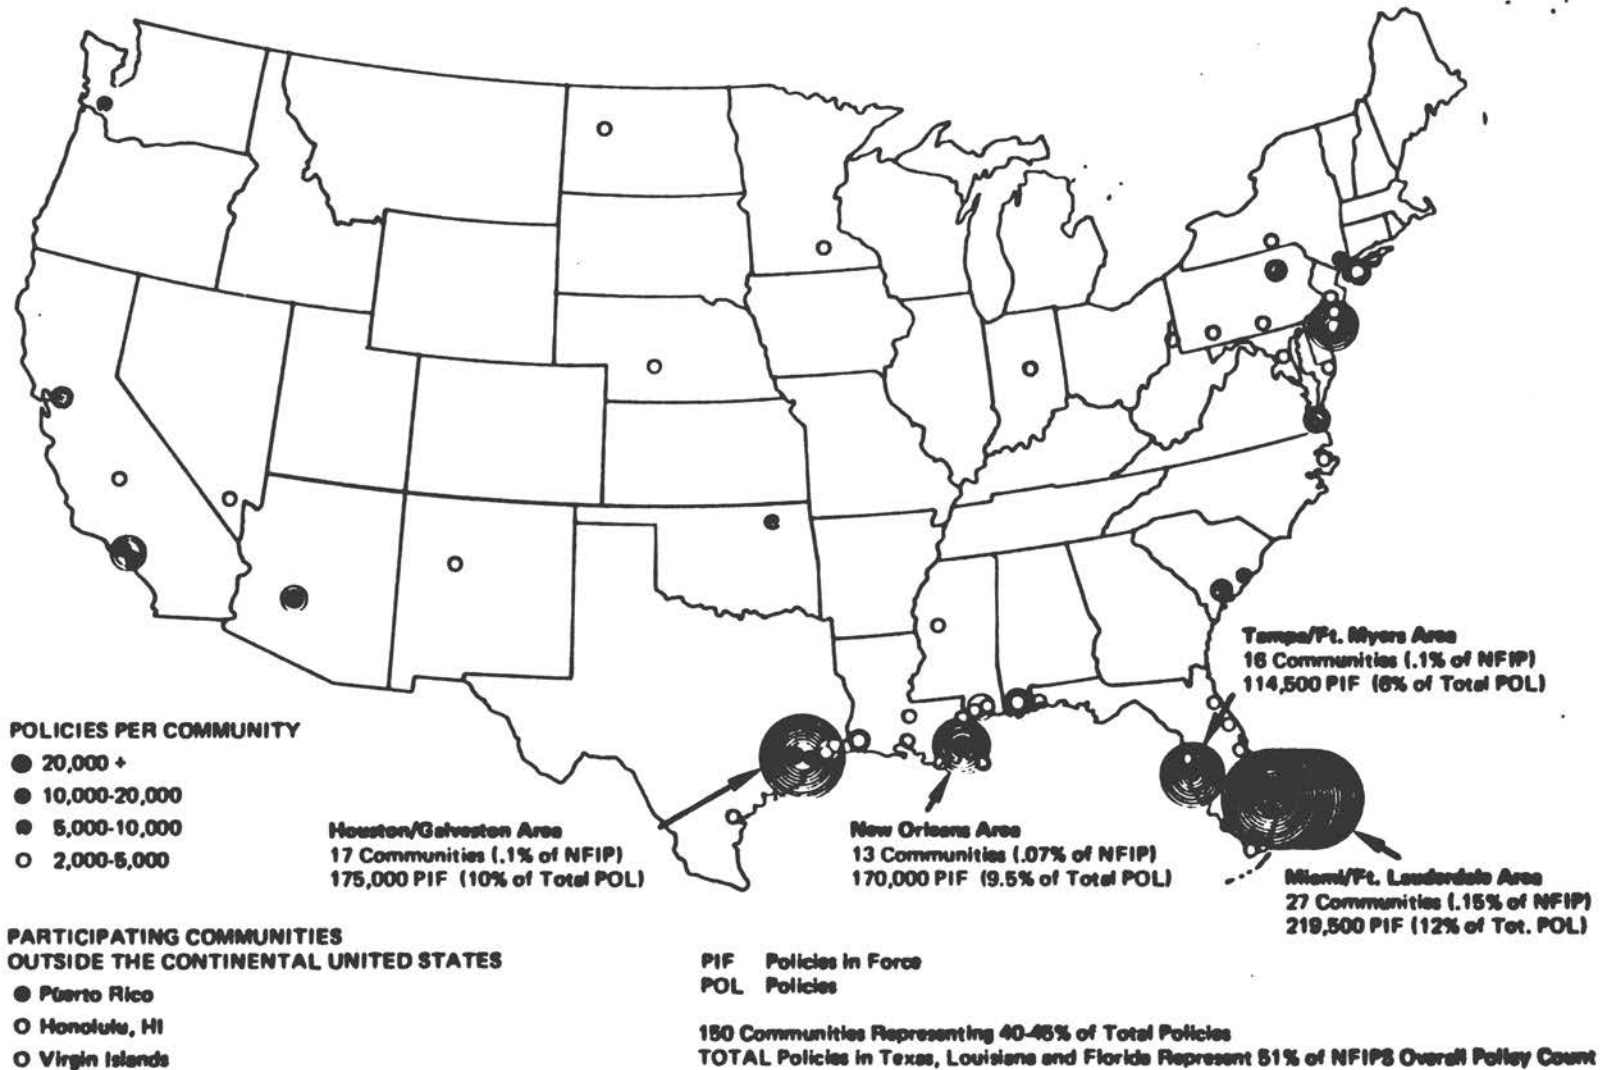 Tampa/Ft. Myers Area
16 Communities (.1% of NFIP)
114,500 PIF (6% of Total POL)
POLICIES PER COMMUNITY
20,000 +
10,000-20,000
5,000-10,000
2,000-5,000
Houston/Galveston Area
17 Communities (.1% of NFIP)
175,000 PIF (10% of Total POL)
New Orleans Area
13 Communities (.07% of NFIP)
170,000 PIF (9.5% of Total POL)
Miami/Ft. Lauderdale Area
27 Communities (.15% of NFIP)
219,500 PIF (12% of Tot. POL)
PARTICIPATING COMMUNITIES
OUTSIDE THE CONTINENTAL UNITED STATES
Puerto Rico
Honolulu, HI
Virgin Islands
PIF Policies in Force
POL Policies
150 Communities Representing 40-45% of Total Policies
TOTAL Policies in Texas, Louisiana and Florida Represent 51% of NFIPS Overall Policy Count